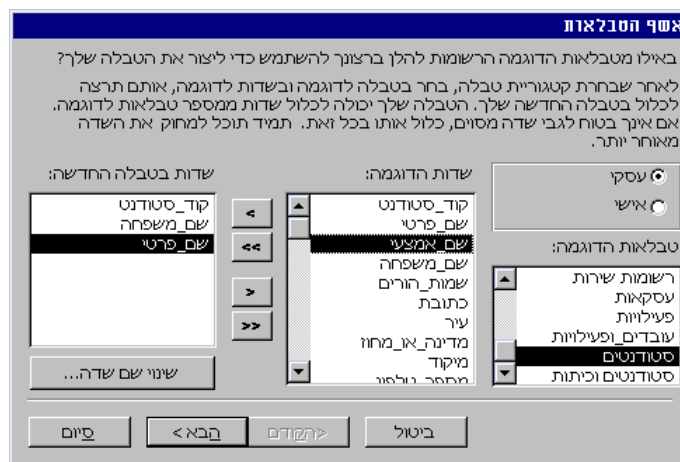 אשף הטבלאות
באילו מטבלאות הדוגמה הרשומות להלן ברצונך להשתמש כדי ליצור את הטבלה שלך?
לאחר שבחרת קטגוריית טבלה, בחר בטבלה לדוגמה ובשדות לדוגמה, אותם תרצה
לכלול בטבלה החדשה שלך. הטבלה שלך יכולה לכלול שדות ממספר טבלאות לדוגמה.
אם אינך בטוח לגבי שדה מסוים, כלול אותו בכל זאת. תמיד תוכל למחוק את השדה
מאוחר יותר.
עסקי
אישי
טבלאות הדוגמה:
רשומות שירות
עסקאות
פעילויות
עובדים_ופעילויות
סטודנטים
סטודנטים וכיתות
שדות הדוגמה:
קוד_סטודנט
שם_פרטי
שם_אמצעי
שם_משפחה
שמות_הורים
כתובת
עיר
מדינה_או_מחוז
מיקוד
מספר_טלפון
>
>>
<
<<
שדות בטבלה החדשה:
קוד_סטודנט
שם_משפחה
שם_פרטי
שינוי שם שדה...
ביטול
<הקודם
הבא>
סיום